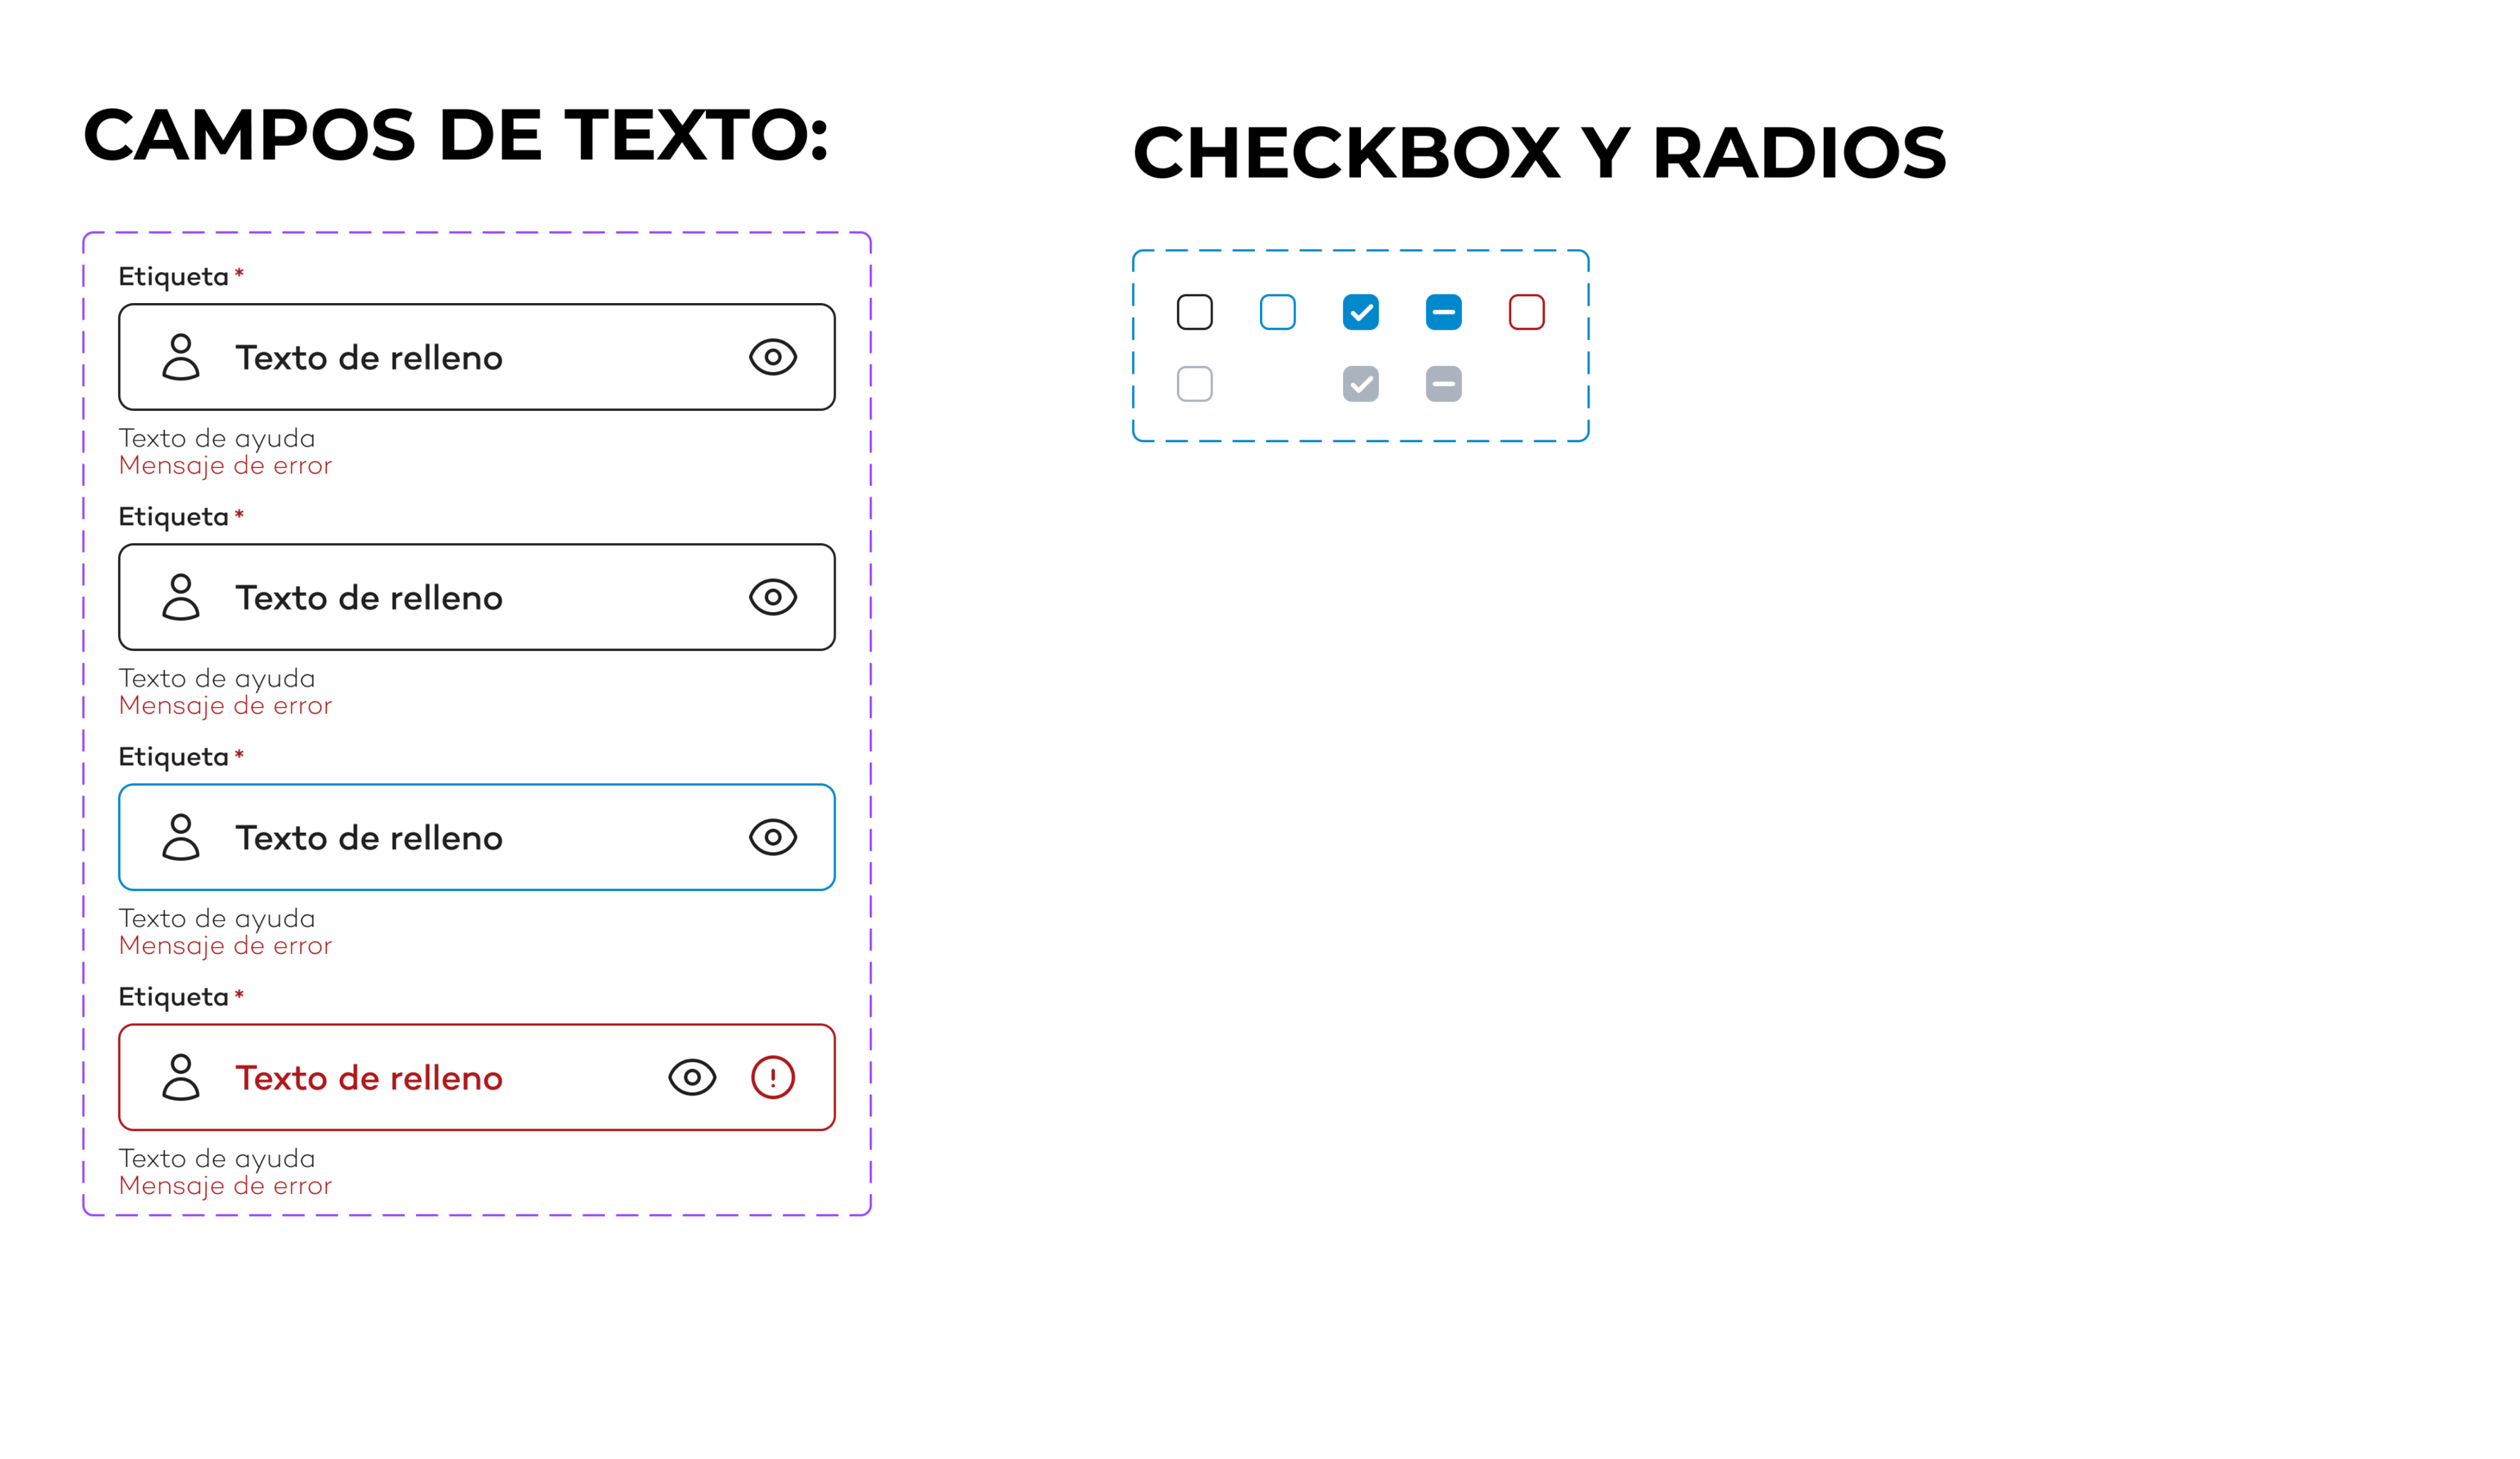 CAMPOS DE TEXTO:
Etiqueta*
Texto de relleno
Texto de ayuda
Mensaje de error
Etiqueta*
Texto de relleno
Texto de ayuda
Mensaje de error
Etiqueta*
Texto de relleno
Texto de ayuda
Mensaje de error
Etiqueta*
Texto de relleno
Texto de ayuda
Mensaje de error
CHECKBOX Y RADIOS